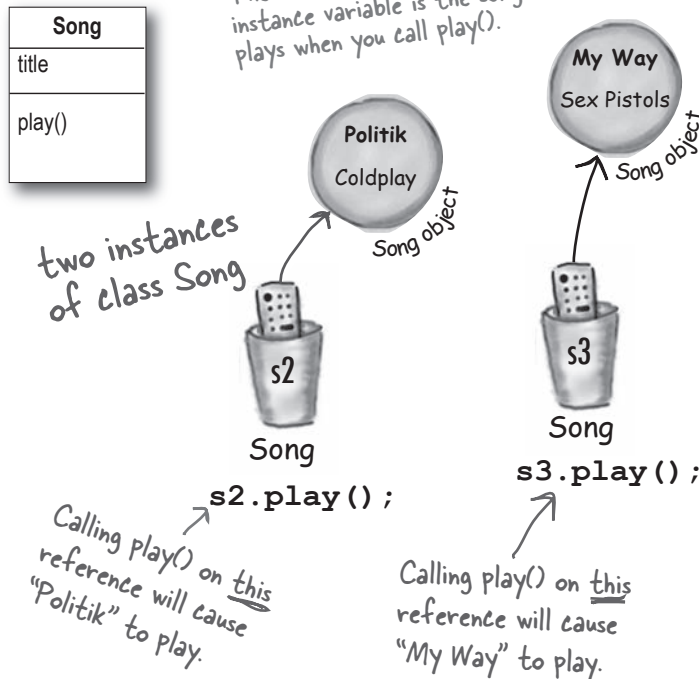 Song
title
play()
instance variable is the
plays when you call play().
My Way
Sex Pistols
Song object
Politik
Coldplay
Song object
two instances
of class Song
s2
Song
s3
Song
s2.play();
s3.play();
Calling play() on this
reference will cause
"Politik" to play.
Calling play() on this
reference will cause
"My Way" to play.